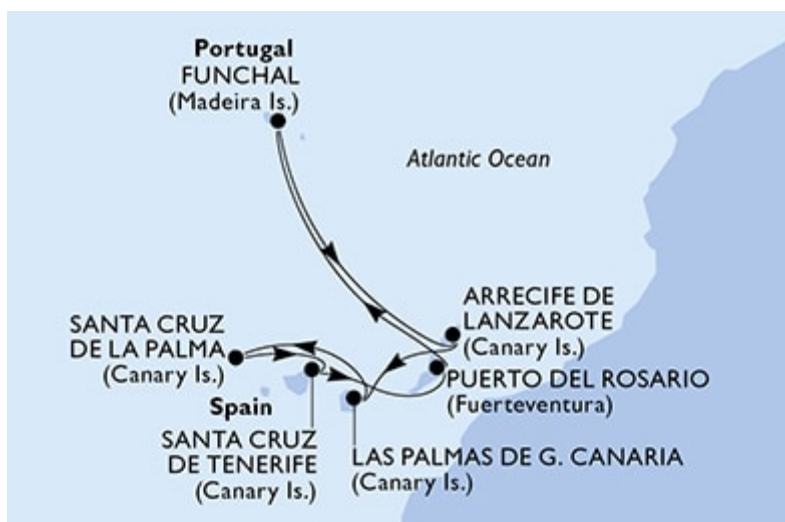 Portugal
FUNCHAL
(Madeira Is.)
Atlantic Ocean
ARRECIFE DE
LANZAROTE
(Canary Is.)
SANTA CRUZ
DE LA PALMA
(Canary Is.)
PUERTO DEL ROSARIO
(Fuerteventura)
Spain
SANTA CRUZ
DE TENERIFE
(Canary Is.)
LAS PALMAS DE G. CANARIA
(Canary Is.)